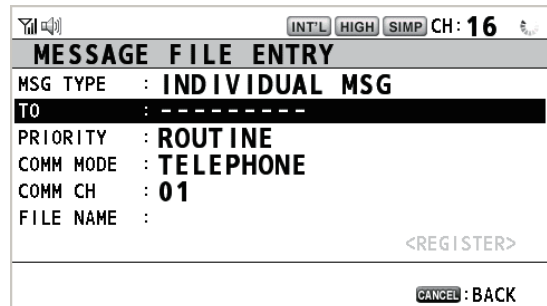 INT'L HIGH SIMP CH: 16
MESSAGE FILE ENTRY
MSG TYPE : INDIVIDUAL MSG
TO : ---------
PRIORITY : ROUTINE
COMM MODE : TELEPHONE
COMM CH : 01
FILE NAME :
<REGISTER>
CANCEL : BACK